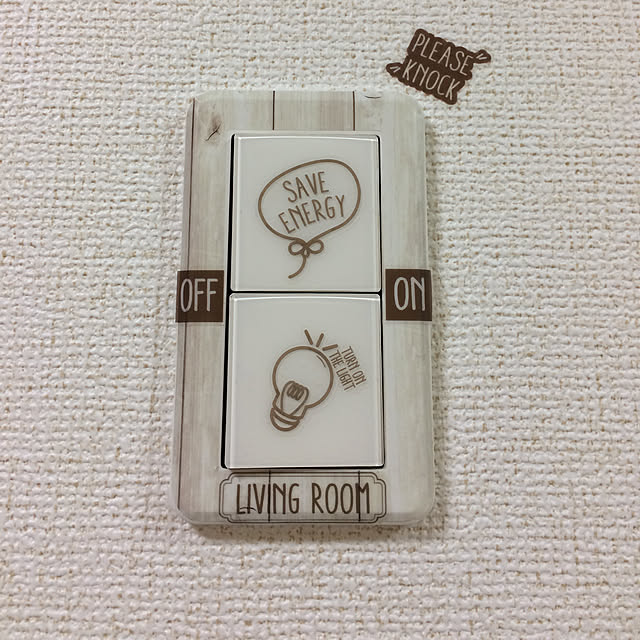 PLEASE
KNOCK
SAVE
ENERGY
OFF
ON
TURN ON
THE LIGHT
LIVING ROOM